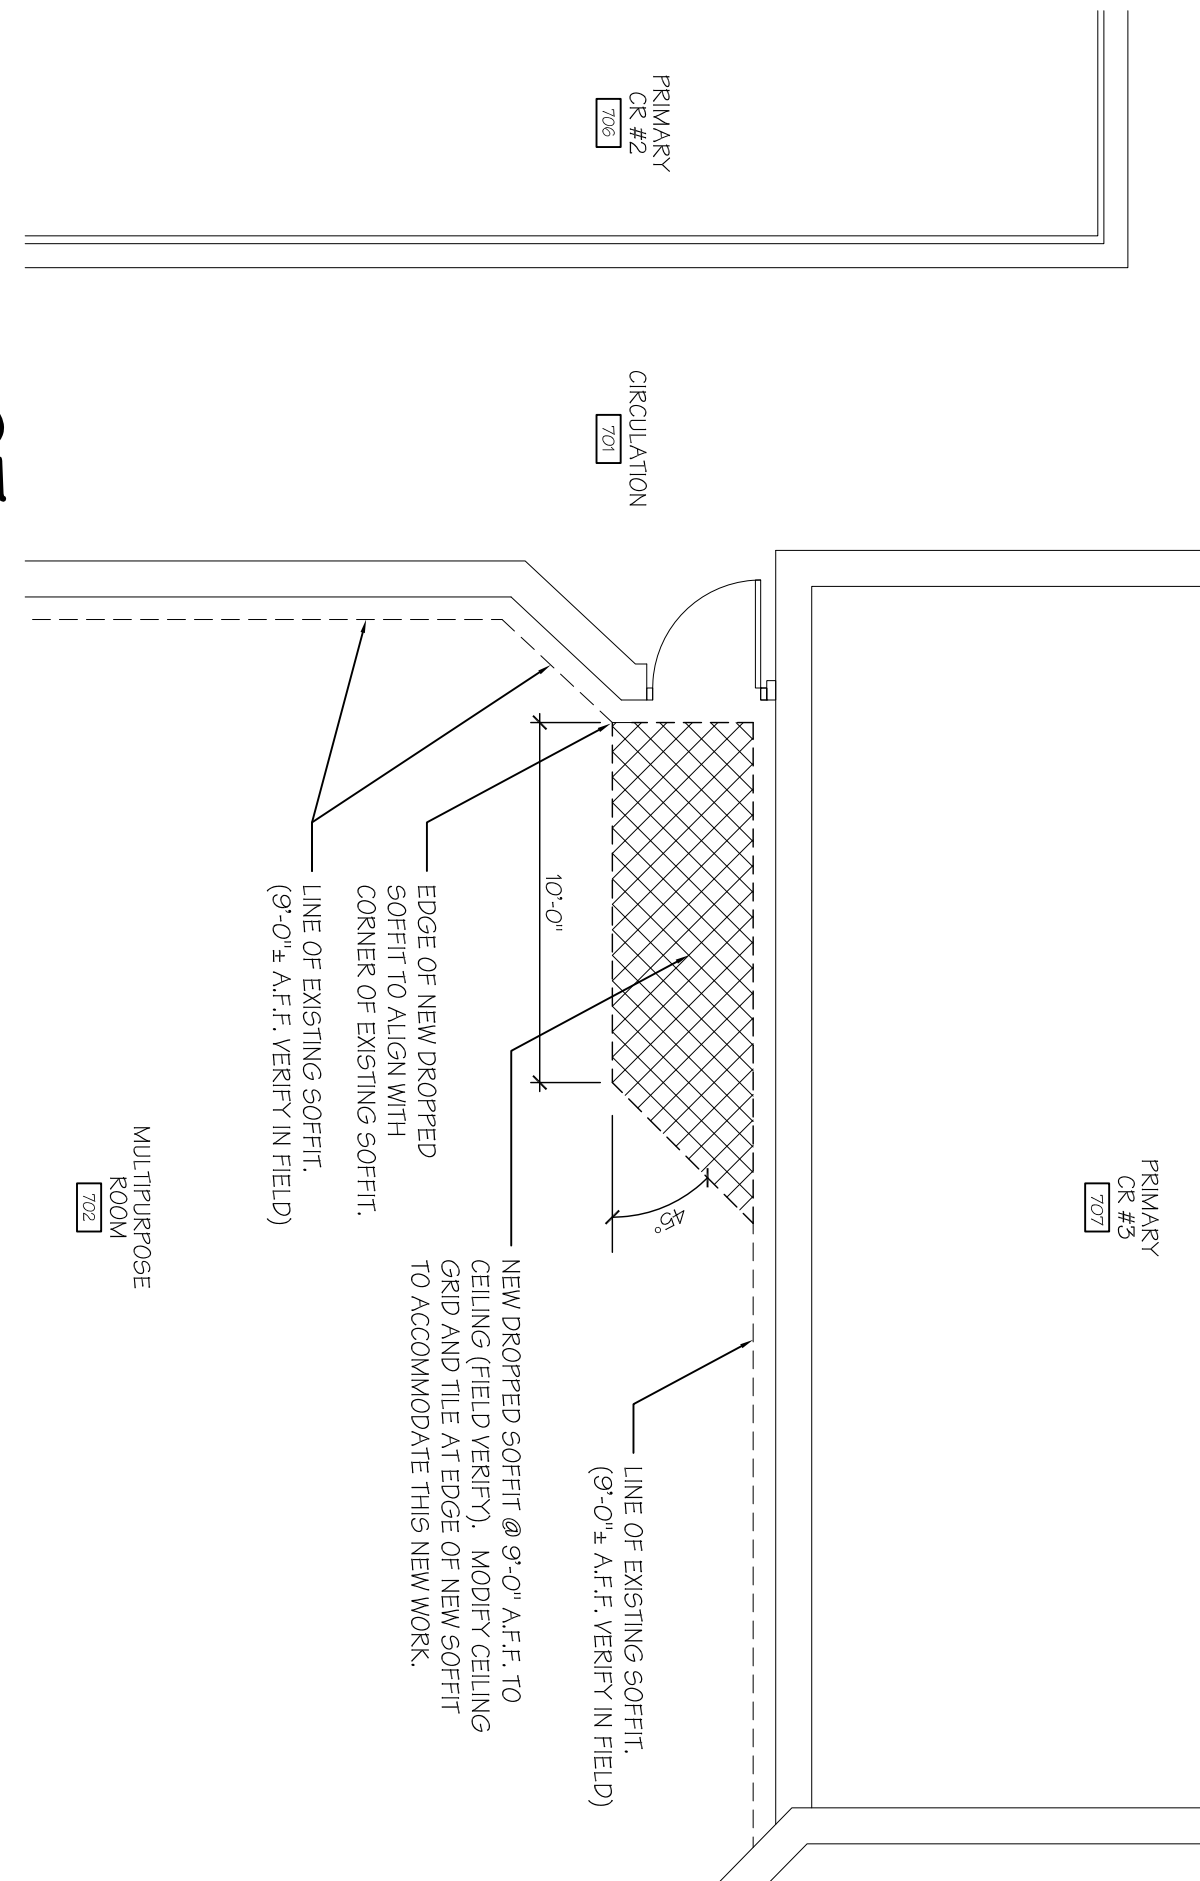 PRIMARY
CR #2
706
CIRCULATION
701
PRIMARY
CR #3
707
LINE OF EXISTING SOFFIT.
(9'-0"± A.F.F. VERIFY IN FIELD)
45°
10'-0"
NEW DROPPED SOFFIT @ 9'-0" A.F.F. TO
CEILING (FIELD VERIFY). MODIFY CEILING
GRID AND TILE AT EDGE OF NEW SOFFIT
TO ACCOMMODATE THIS NEW WORK.
EDGE OF NEW DROPPED
SOFFIT TO ALIGN WITH
CORNER OF EXISTING SOFFIT.
LINE OF EXISTING SOFFIT.
(9'-0"± A.F.F. VERIFY IN FIELD)
MULTIPURPOSE
ROOM
702